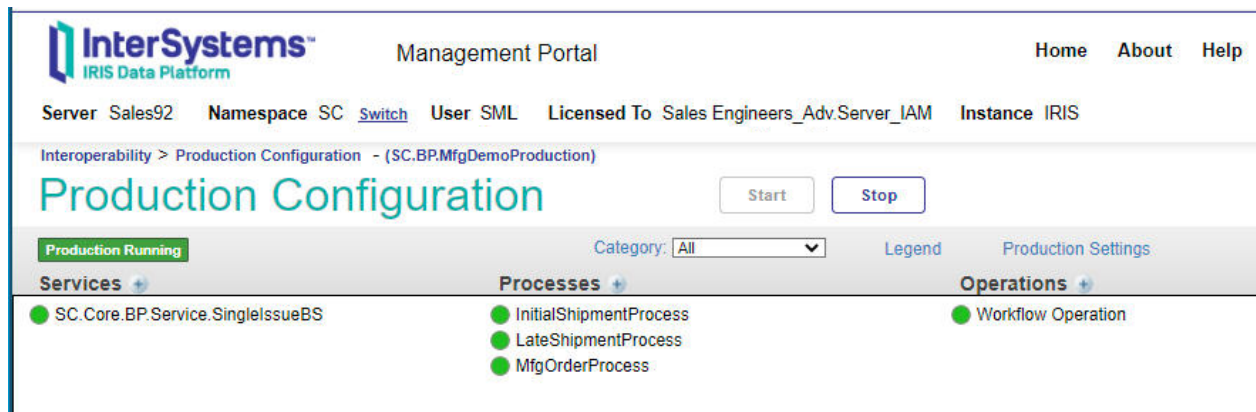 InterSystems™
IRIS Data Platform
Management Portal
Home About Help
Server Sales92 Namespace SC Switch User SML Licensed To Sales Engineers_Adv.Server_IAM Instance IRIS
Interoperability > Production Configuration - (SC.BP.MfgDemoProduction)
Production Configuration Start Stop
Production Running Category: All Legend Production Settings
Services Processes Operations
SC.Core.BP.Service.SingleIssueBS InitialShipmentProcess Workflow Operation
LateShipmentProcess
MfgOrderProcess